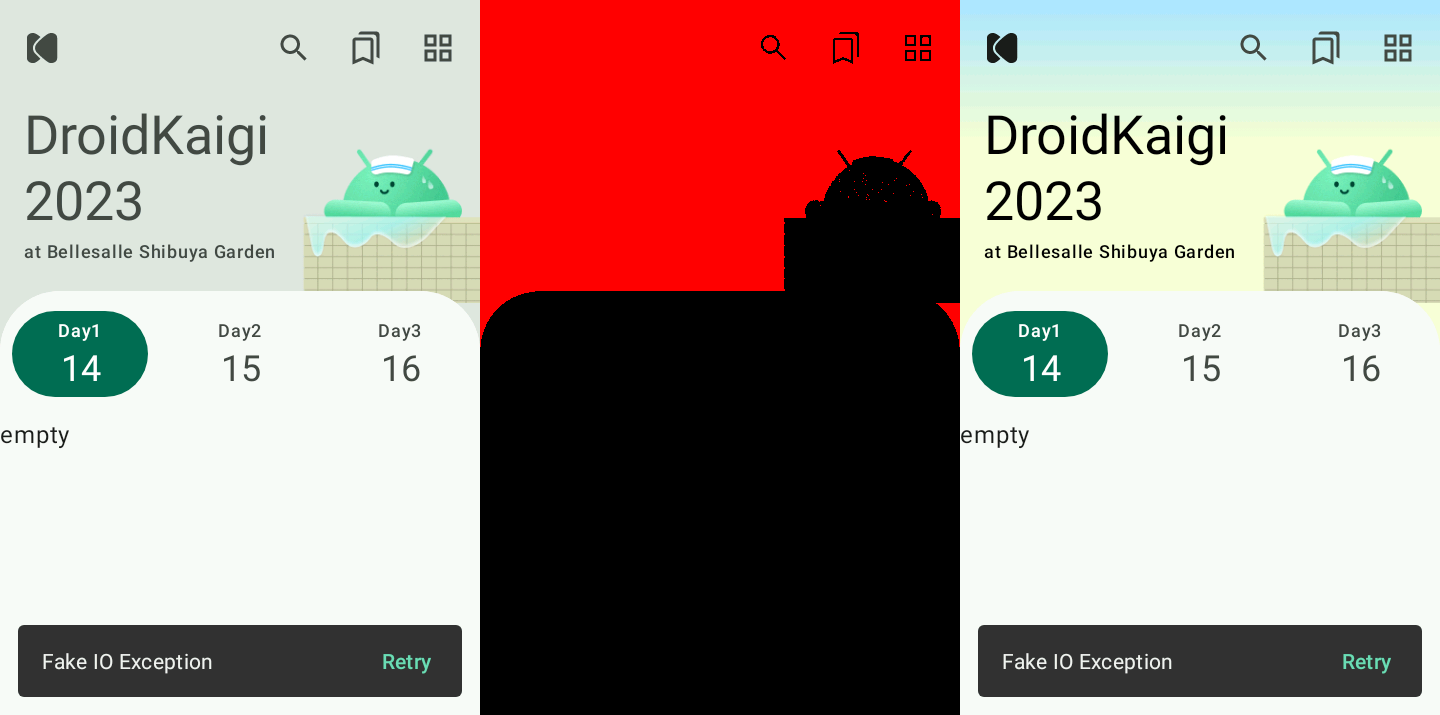 DroidKaigi
2023
at Bellesalle Shibuya Garden
Day1 Day2 Day3
14 15 16
empty
Fake IO Exception Retry
DroidKaigi
2023
at Bellesalle Shibuya Garden
Day1 Day2 Day3
14 15 16
empty
Fake IO Exception Retry